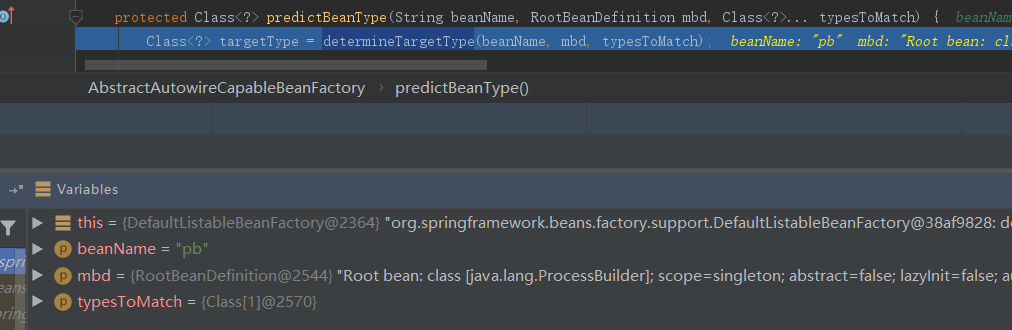 protected Class<?> predictBeanType(String beanName, RootBeanDefinition mbd, Class<?>... typesToMatch) { beanNam
Class<?> targetType = determineTargetType(beanName, mbd, typesToMatch); beanName: "pb" mbd: "Root bean: cla
AbstractAutowireCapableBeanFactory › predictBeanType()
Variables
this = {DefaultListableBeanFactory@2364} "org.springframework.beans.factory.support.DefaultListableBeanFactory@38af9828: de
beanName = "pb"
spri
mbd = {RootBeanDefinition@2544} "Root bean: class [java.lang.ProcessBuilder]; scope=singleton; abstract=false; lazyInit=false; au
eans
typesToMatch = {Class[1]@2570}
pring